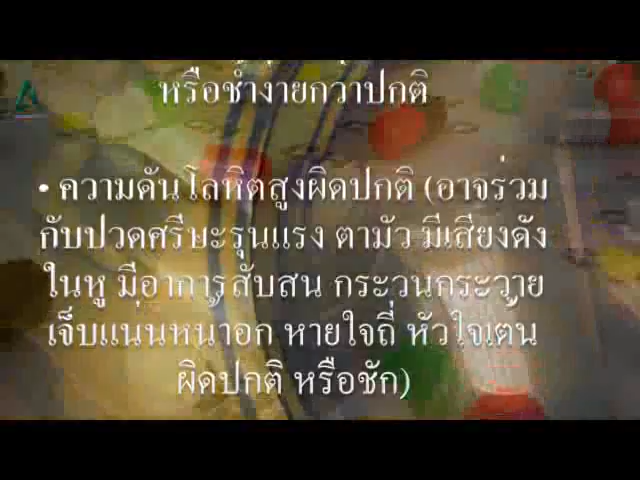 หรือช้ำง่ายกว่าปกติ
• ความดันโลหิตสูงผิดปกติ (อาจร่วม
กับปวดศรีษะรุนแรง ตามัว มีเสียงดัง
ในหู มีอาการสับสน กระวนกระวาย
เจ็บแน่นหน้าอก หายใจถี่ หัวใจเต้น
ผิดปกติ หรือชัก)